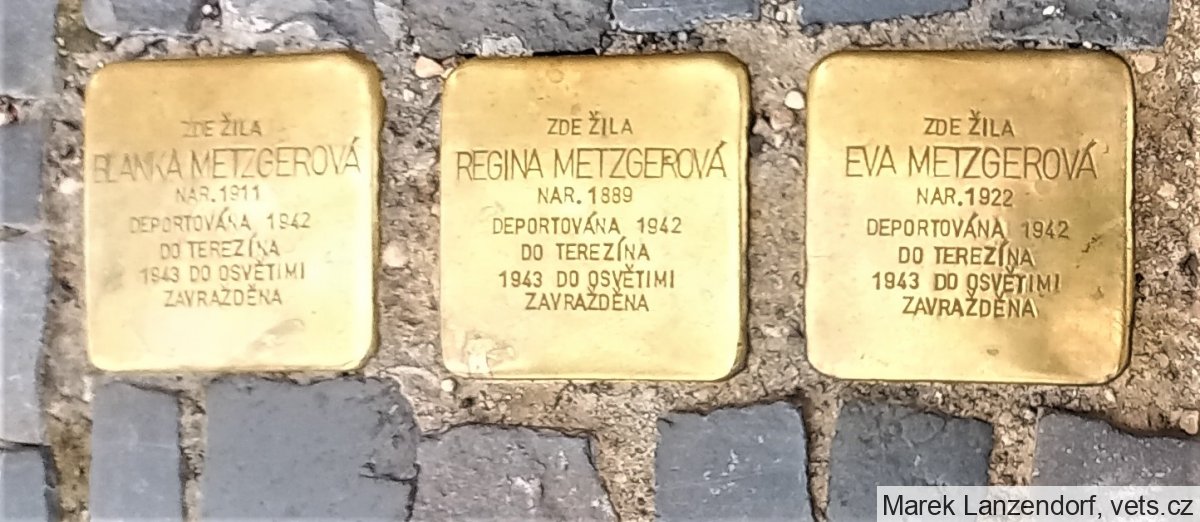 ZDE ŽILA
BLANKA METZGEROVÁ
NAR. 1911
DEPORTOVÁNA 1942
DO TEREZÍNA
1943 DO OSVĚTIMI
ZAVRAŽDĚNA
ZDE ŽILA
REGINA METZGEROVÁ
NAR. 1889
DEPORTOVÁNA 1942
DO TEREZÍNA
1943 DO OSVĚTIMI
ZAVRAŽDĚNA
ZDE ŽILA
EVA METZGEROVÁ
NAR. 1922
DEPORTOVÁNA 1942
DO TEREZÍNA
1943 DO OSVĚTIMI
ZAVRAŽDĚNA
Marek Lanzendorf, vets.cz